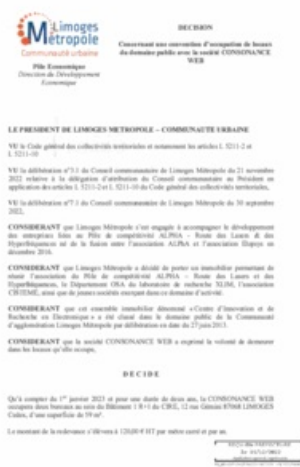 Limoges
Métropole
Communauté urbaine
Pôle Economique
Direction du Développement
Economique
DECISION
Concernant une convention d'occupation de locaux
du domaine public avec la société CONSONANCE
WEB
LE PRESIDENT DE LIMOGES METROPOLE – COMMUNAUTE URBAINE
VU le Code général des collectivités territoriales et notamment les articles L 5211-2 et
L 5211-10
VU la délibération n°3.1 du Conseil communautaire de Limoges Métropole du 21 novembre
2022 relative à la délégation d'attribution du Conseil communautaire au Président en
application des articles L 5211-2 et L 5211-10 du Code général des collectivités territoriales,
VU la délibération n°7.1 du Conseil communautaire de Limoges Métropole du 30 septembre
2022,
CONSIDERANT que Limoges Métropole s'est engagée à accompagner le développement
des entreprises liées au Pôle de compétitivité ALPHA – Route des Lasers & des
Hyperfréquences né de la fusion entre l'association ALPhA et l'association Elopsys en
décembre 2016.
CONSIDERANT que Limoges Métropole a décidé de porter un immobilier permettant de
réunir l'association du Pôle de compétitivité ALPHA – Route des Lasers et des
Hyperfréquences, le Département OSA du laboratoire de recherche XLIM, l'association
CISTEME, ainsi que de jeunes sociétés exerçant dans ce domaine d'activité.
CONSIDERANT que cet ensemble immobilier dénommé « Centre d'Innovation et de
Recherche en Electronique » a été classé dans le domaine public de la Communauté
d'agglomération Limoges Métropole par délibération en date du 27 juin 2013.
CONSIDERANT que la société CONSONANCE WEB a exprimé la volonté de demeurer
dans les locaux qu'elle occupe,
DECIDE
Qu'à compter du 1er janvier 2023 et pour une durée de deux ans, la CONSONANCE WEB
occupera deux bureaux au sein du Bâtiment 1 R+1 du CIRE, 12 rue Gémini 87068 LIMOGES
Cedex, d'une superficie de 39 m².
Le montant de la redevance s'élèvera à 120,00 € HT par mètre carré et par an.